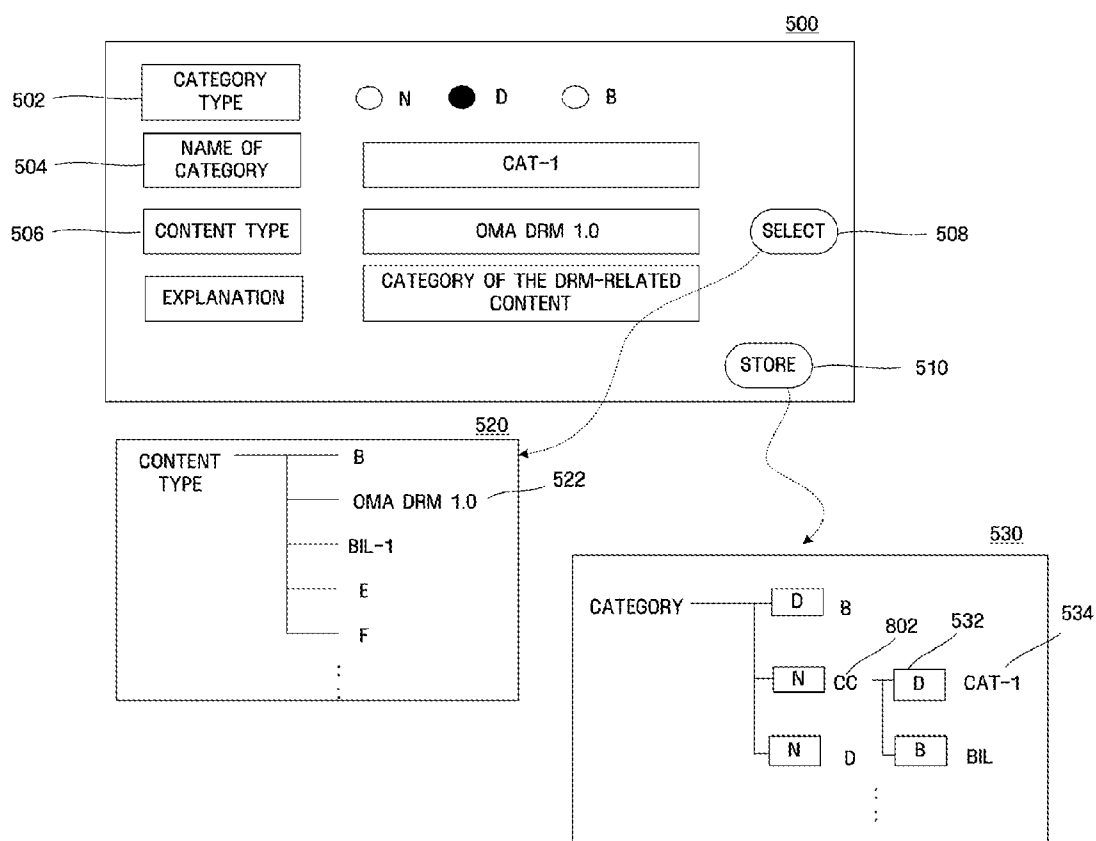 500
CATEGORY
TYPE
N
D
B
502
NAME OF
CATEGORY
CAT-1
504
CONTENT TYPE
OMA DRM 1.0
SELECT
506
508
EXPLANATION
CATEGORY OF THE DRM-RELATED
CONTENT
STORE
510
520
CONTENT
TYPE
B
OMA DRM 1.0
522
BIL-1
E
F
530
CATEGORY
D B
802
532
534
N CC D CAT-1
N D B BIL